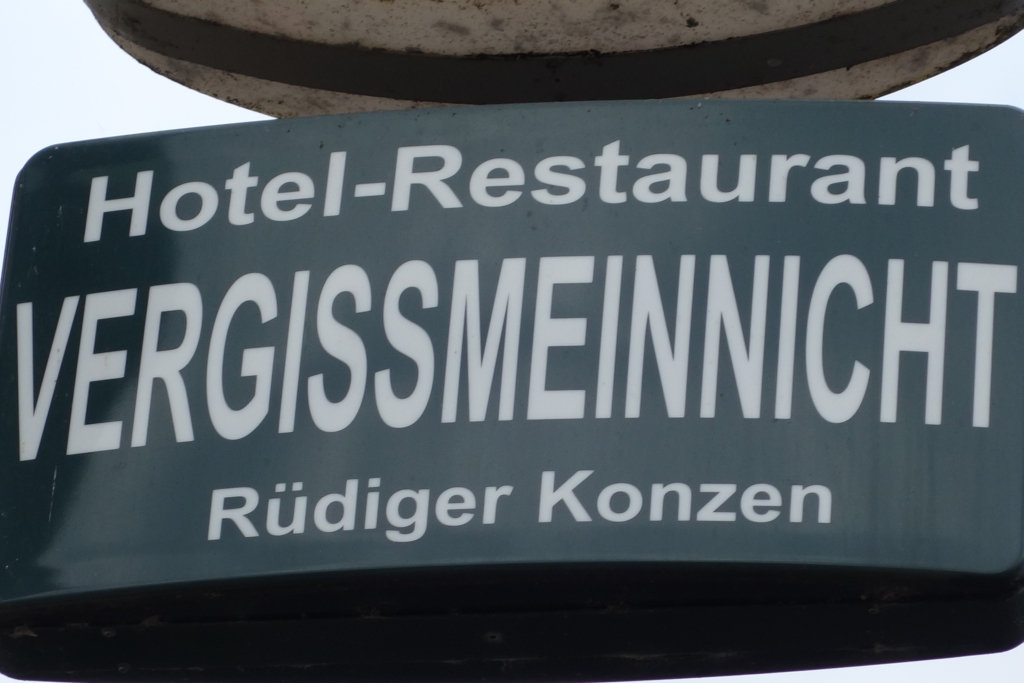 Hotel-Restaurant
VERGISSMEINNICHT
Rüdiger Konzen